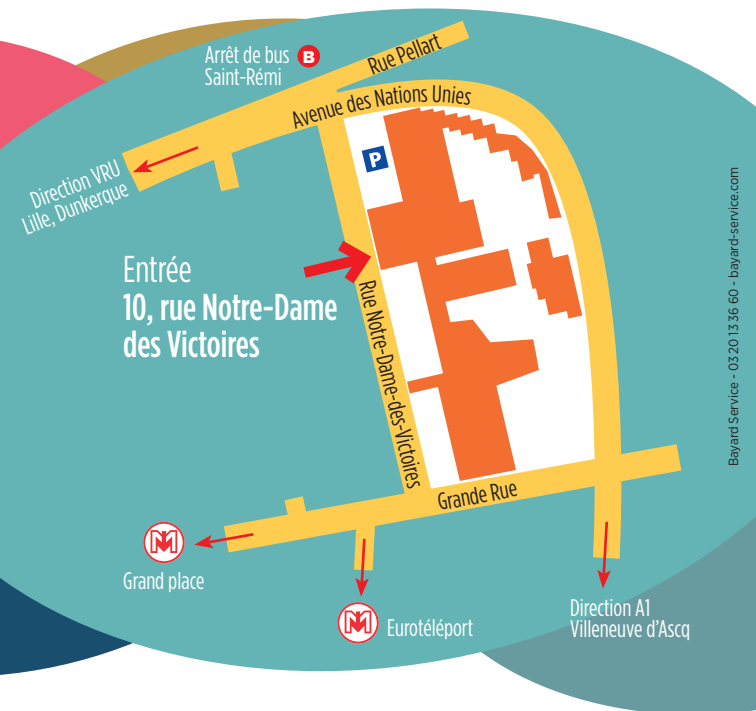 Arrêt de bus B
Saint-Rémi
Rue Pellart
Avenue des Nations Unies
P
Direction VRU
Lille, Dunkerque
Entrée
10, rue Notre-Dame
des Victoires
Rue Notre-Dame-des-Victoires
Grande Rue
M
Grand place
M
Eurotéléport
Direction A1
Villeneuve d'Ascq
Bayard Service - 03 20 13 36 60 - bayard-service.com